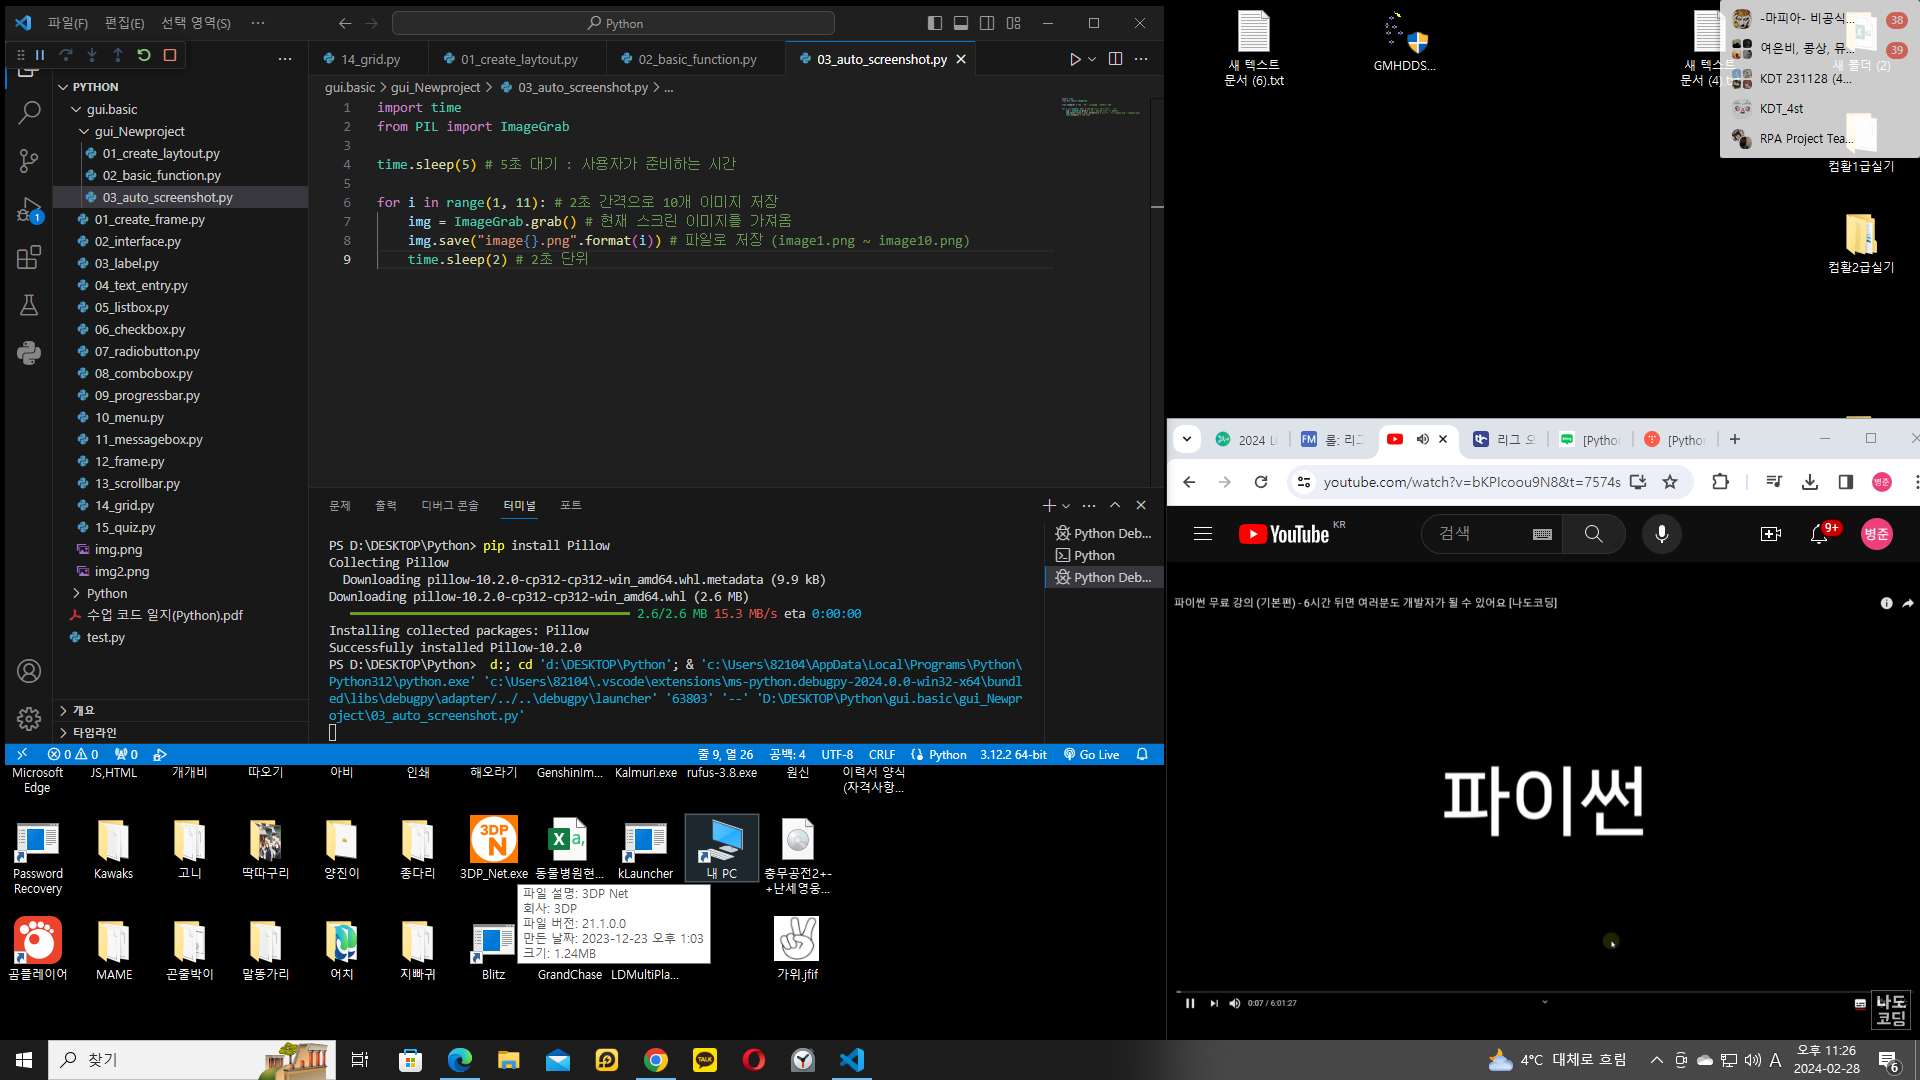 파일(F) 편집(E) 선택 영역(S) ··· Python
14_grid.py 01_create_laytout.py 02_basic_function.py 03_auto_screenshot.py
gui.basic > gui_Newproject > 03_auto_screenshot.py > ...
PYTHON
gui.basic
gui_Newproject
01_create_laytout.py
02_basic_function.py
03_auto_screenshot.py
01_create_frame.py
02_interface.py
03_label.py
04_text_entry.py
05_listbox.py
06_checkbox.py
07_radiobutton.py
08_combobox.py
09_progressbar.py
10_menu.py
11_messagebox.py
12_frame.py
13_scrollbar.py
14_grid.py
15_quiz.py
img.png
img2.png
Python
수업 코드 일지(Python).pdf
test.py
개요
타임라인
1
1 import time
2 from PIL import ImageGrab
3
4 time.sleep(5) # 5초 대기 : 사용자가 준비하는 시간
5
6 for i in range(1, 11): # 2초 간격으로 10개 이미지 저장
7 img = ImageGrab.grab() # 현재 스크린 이미지를 가져옴
8 img.save("image{}.png".format(i)) # 파일로 저장 (image1.png ~ image10.png)
9 time.sleep(2) # 2초 단위
문제 출력 디버그 콘솔 터미널 포트
PS D:\DESKTOP\Python> pip install Pillow
Collecting Pillow
Downloading pillow-10.2.0-cp312-cp312-win_amd64.whl.metadata (9.9 kB)
Downloading pillow-10.2.0-cp312-cp312-win_amd64.whl (2.6 MB)
2.6/2.6 MB 15.3 MB/s eta 0:00:00
Installing collected packages: Pillow
Successfully installed Pillow-10.2.0
PS D:\DESKTOP\Python> d:; cd 'd:\DESKTOP\Python'; & 'c:\Users\82104\AppData\Local\Programs\Python\
Python312\python.exe' 'c:\Users\82104\.vscode\extensions\ms-python.debugpy-2024.0.0-win32-x64\bundl
ed\libs\debugpy\adapter/../..\debugpy\launcher' '63803' '--' 'D:\DESKTOP\Python\gui.basic\gui_Newpr
oject\03_auto_screenshot.py'
Python Deb...
Python
Python Deb...
0 0 0 줄 9, 열 26 공백: 4 UTF-8 CRLF Python 3.12.2 64-bit Go Live
Microsoft Edge
JS,HTML
개개비
따오기
아비
인쇄
해오라기
GenshinIm...
Kalmuri.exe
rufus-3.8.exe
원신
이력서 양식
(자격사항...
Password Recovery
Kawaks
고니
딱따구리
양진이
종다리
3DP_Net.exe
동물병원현...
kLauncher
내 PC
충무공전2+-
+난세영웅...
파일 설명: 3DP Net
회사: 3DP
파일 버전: 21.1.0.0
만든 날짜: 2023-12-23 오후 1:03
크기: 1.24MB
곰플레이어
MAME
곤줄박이
말똥가리
어치
지빠귀
Blitz
GrandChase
LDMultiPla...
가위.jfif
새 텍스트
문서 (6).txt
GMHDDS...
새 텍스트
문서 (4).t
새 폴더 (2)
컴활1급실기
컴활2급실기
-마피아- 비공식... 38
여은비, 콩상, 뮤... 39
KDT 231128 (4...
KDT_4st
RPA Project Tea...
2024 L 롤: 리그 리그 오 [Pytho [Pytho
youtube.com/watch?v=bKPIcoou9N8&t=7574s
병준
YouTube KR
검색
9+
병준
파이썬 무료 강의 (기본편) - 6시간 뒤면 여러분도 개발자가 될 수 있어요 [나도코딩]
파이썬
0:07 / 6:01:27
나도
코딩
찾기
4°C 대체로 흐림
A
오후 11:26
2024-02-28
6